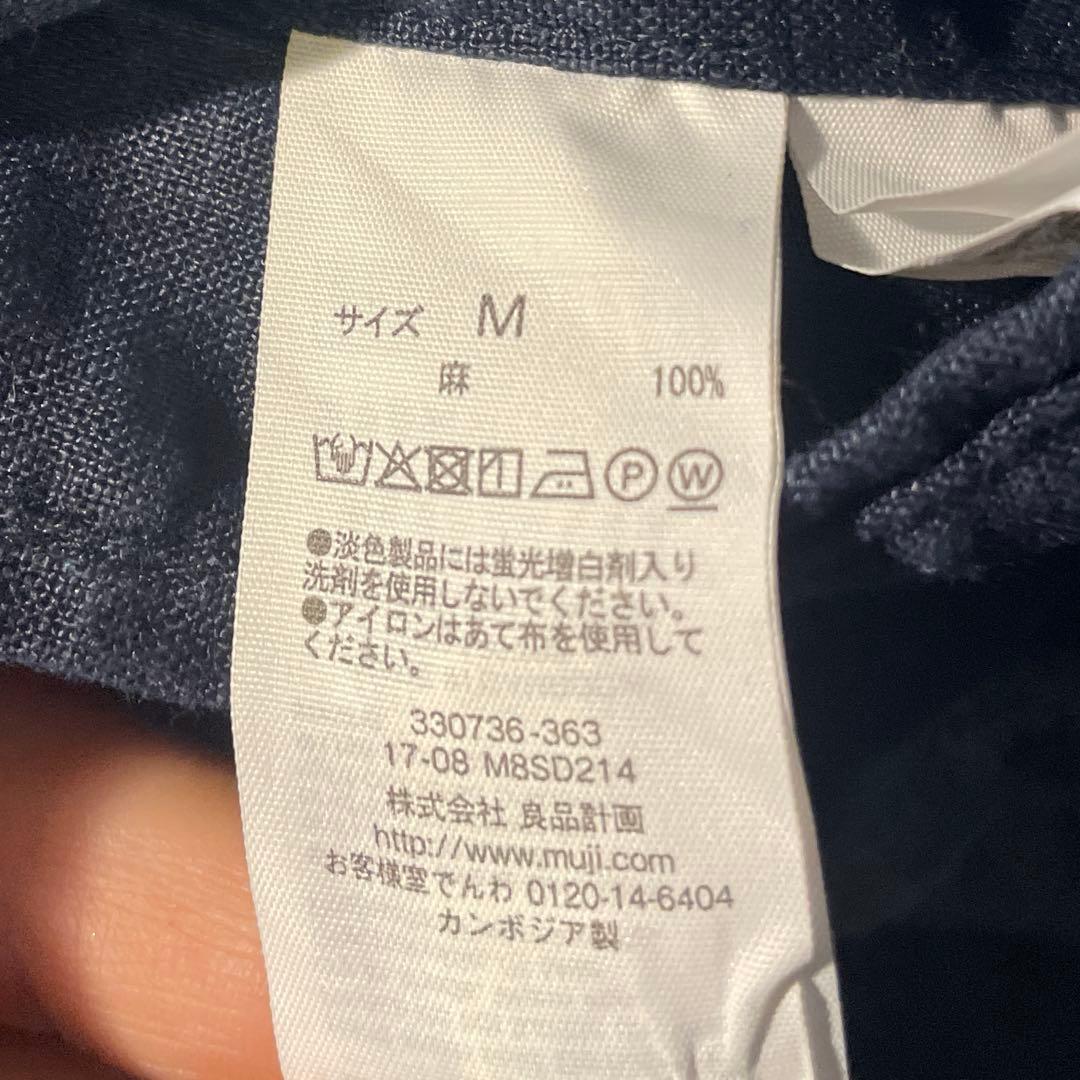 サイズ M
麻 100%
P W
●淡色製品には蛍光増白剤入り
洗剤を使用しないでください。
●アイロンはあて布を使用して
ください。
330736-363
17-08 M8SD214
株式会社 良品計画
http://www.muji.com
お客様室でんわ 0120-14-6404
カンボジア製